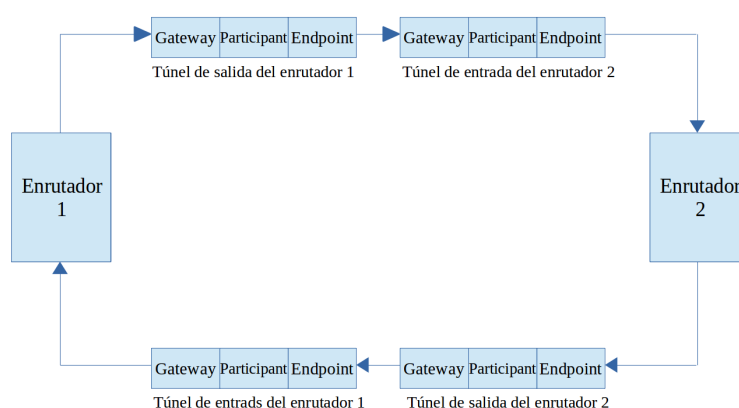 Gateway Participant Endpoint Gateway Participant Endpoint
Túnel de salida del enrutador 1 Túnel de entrada del enrutador 2
Enrutador
1
Enrutador
2
Gateway Participant Endpoint Gateway Participant Endpoint
Túnel de entrads del enrutador 1 Túnel de salida del enrutador 2